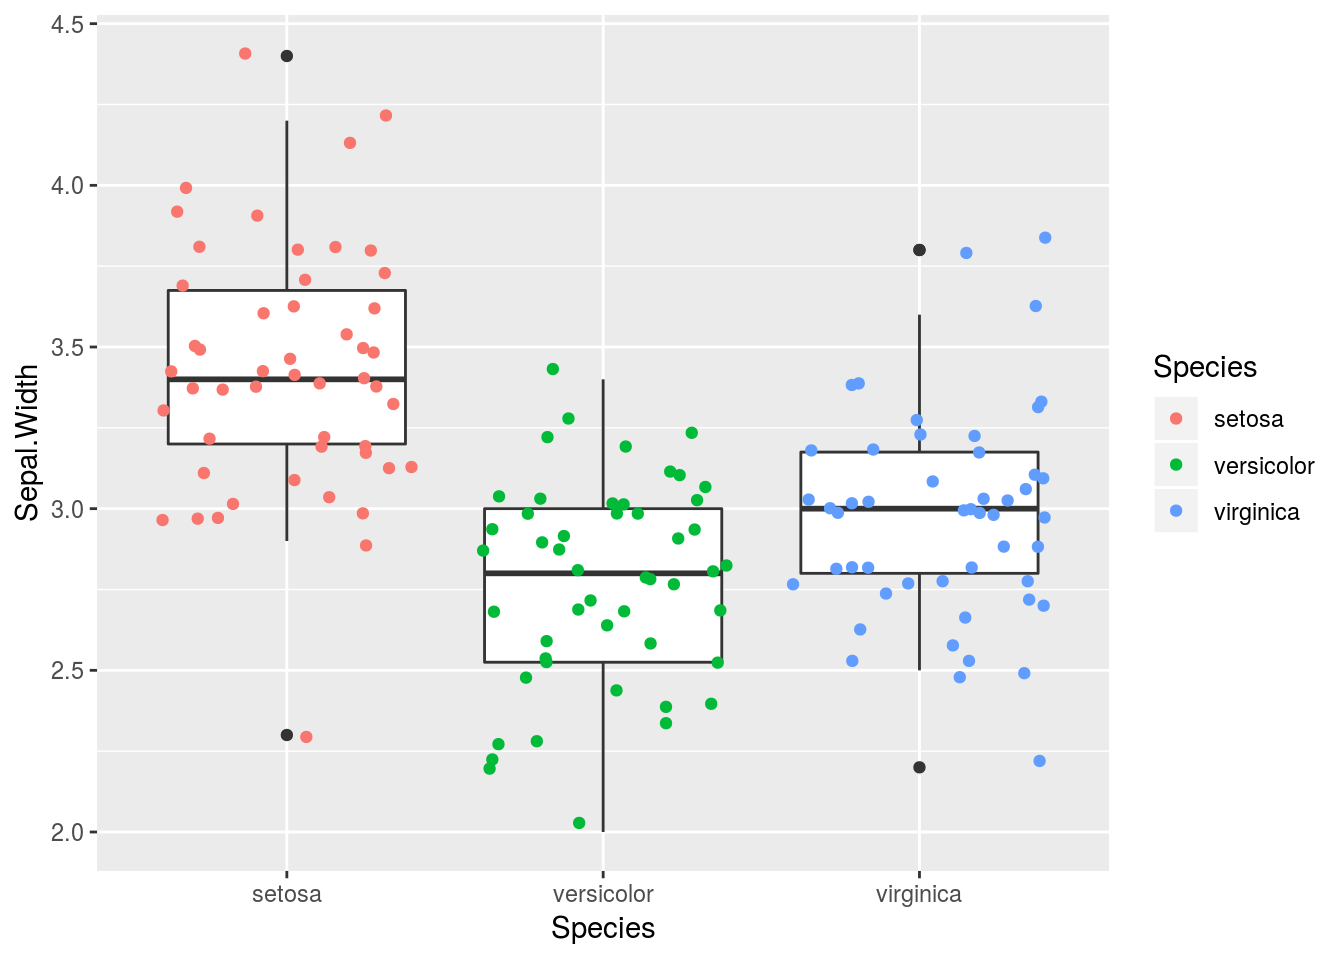 4.5
4.0
3.5
3.0
2.5
2.0
Sepal.Width
setosa
versicolor
virginica
Species
Species
setosa
versicolor
virginica